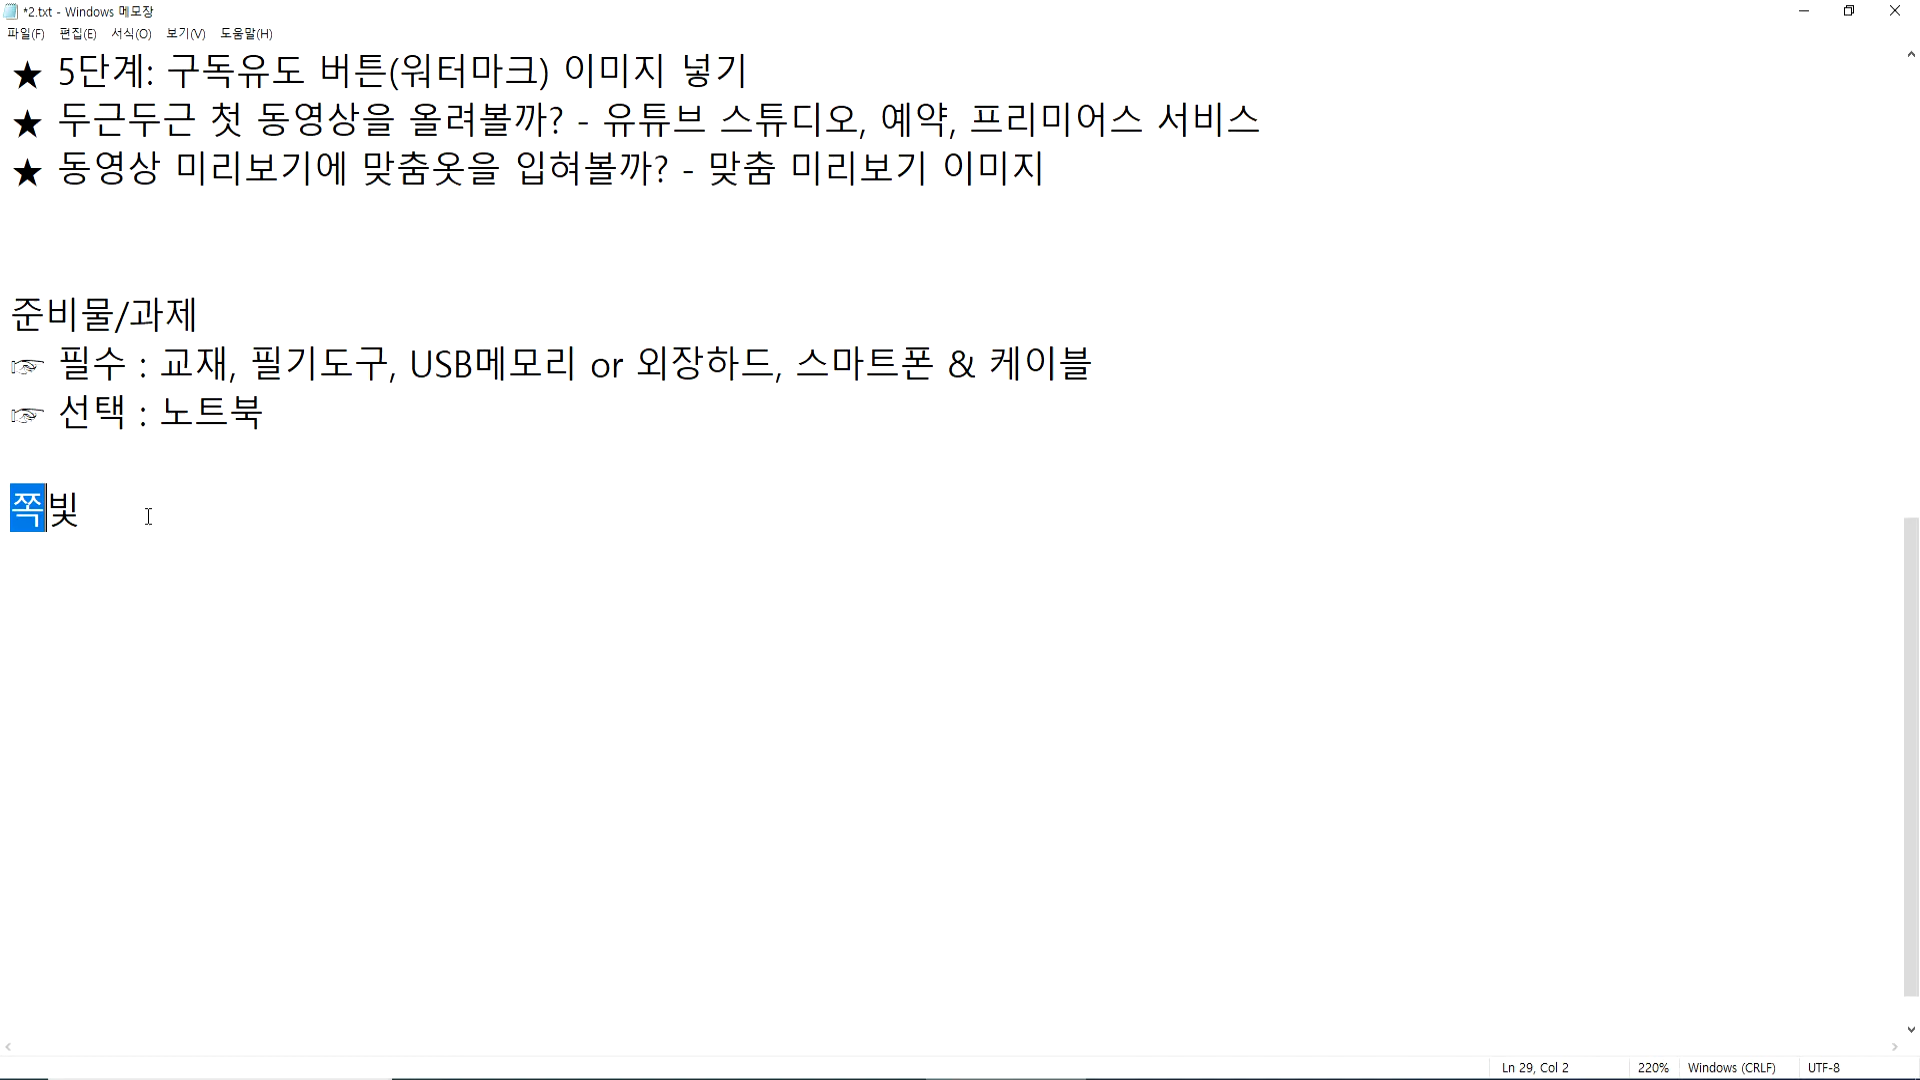 *2.txt - Windows 메모장
파일(F) 편집(E) 서식(O) 보기(V) 도움말(H)
★ 5단계: 구독유도 버튼(워터마크) 이미지 넣기
★ 두근두근 첫 동영상을 올려볼까? - 유튜브 스튜디오, 예약, 프리미어스 서비스
★ 동영상 미리보기에 맞춤옷을 입혀볼까? - 맞춤 미리보기 이미지
준비물/과제
☞ 필수 : 교재, 필기도구, USB메모리 or 외장하드, 스마트폰 & 케이블
☞ 선택 : 노트북
쪽빛
Ln 29, Col 2 220% Windows (CRLF) UTF-8